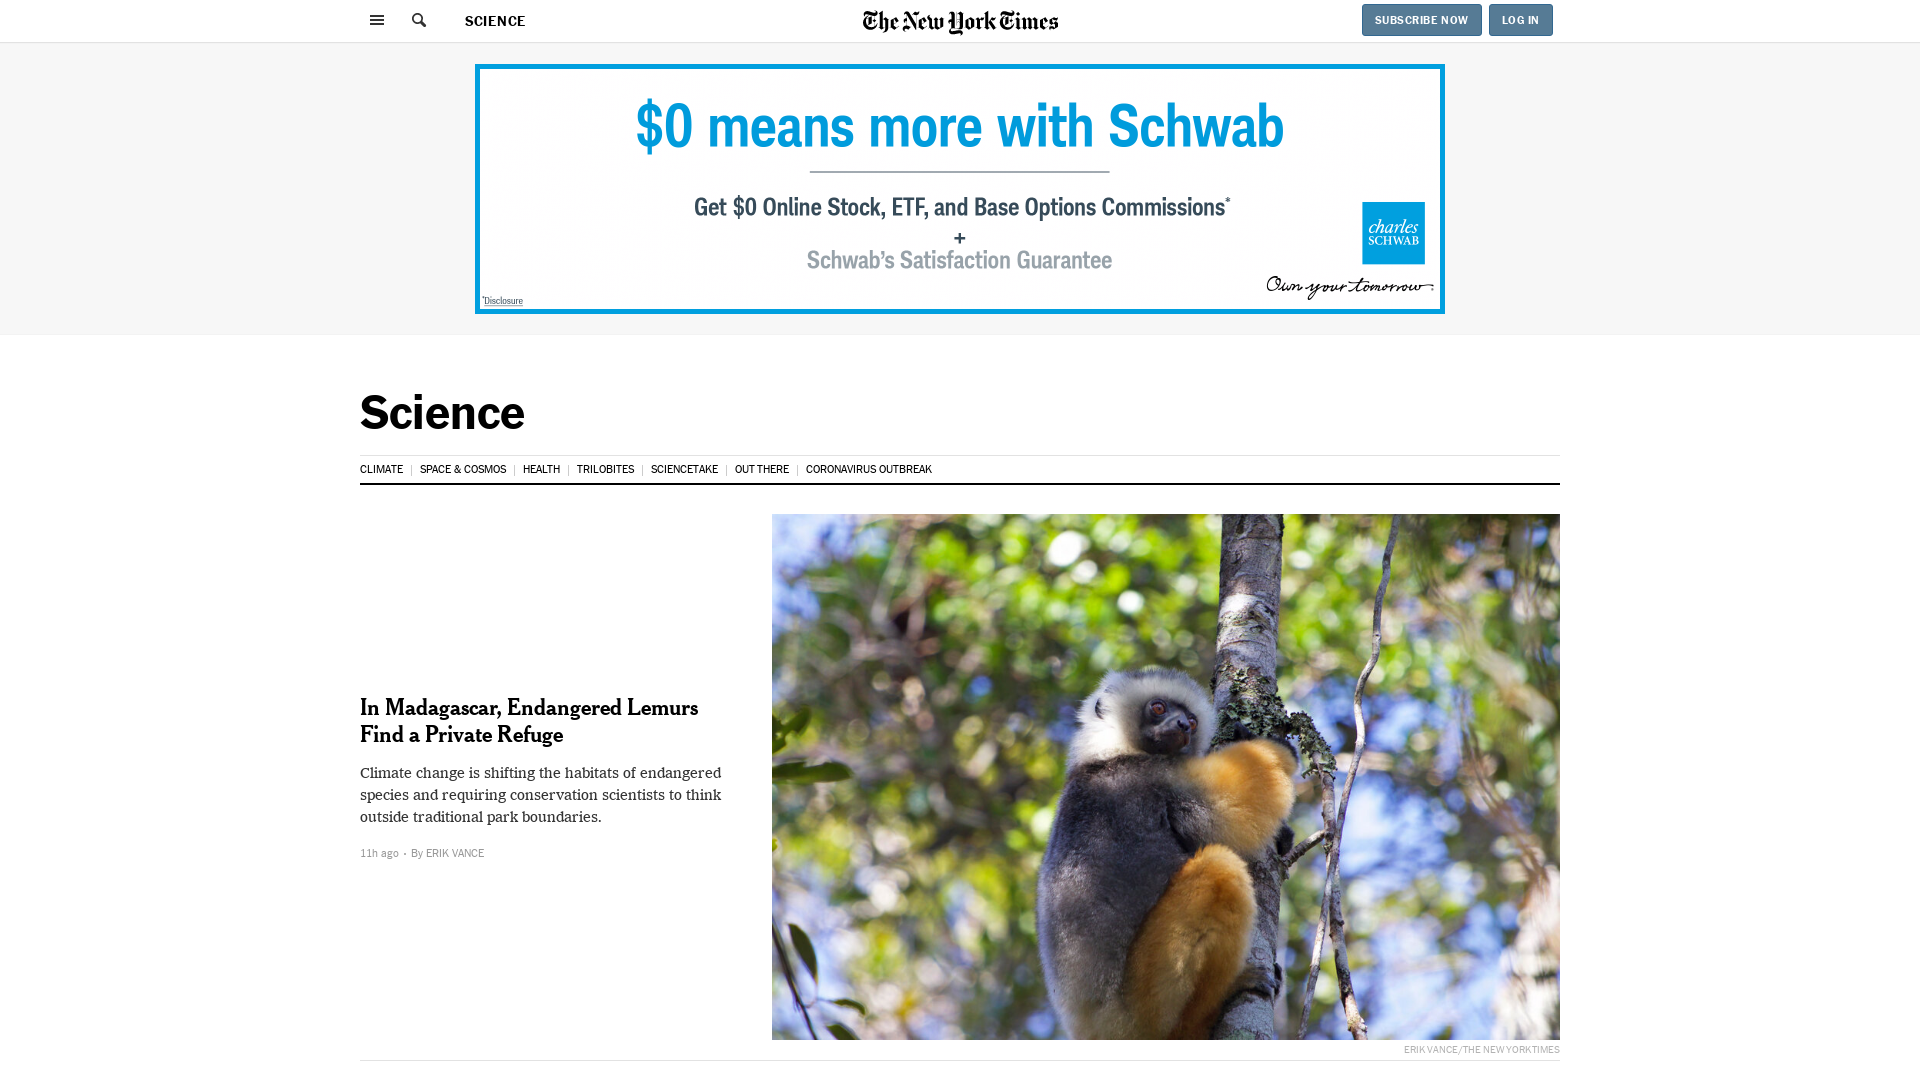 SCIENCE
The New York Times
SUBSCRIBE NOW
LOG IN
$0 means more with Schwab
Get $0 Online Stock, ETF, and Base Options Commissions*
+
Schwab's Satisfaction Guarantee
charles
SCHWAB
Own your tomorrow.
*Disclosure
Science
CLIMATE | SPACE & COSMOS | HEALTH | TRILOBITES | SCIENCETAKE | OUT THERE | CORONAVIRUS OUTBREAK
In Madagascar, Endangered Lemurs
Find a Private Refuge
Climate change is shifting the habitats of endangered
species and requiring conservation scientists to think
outside traditional park boundaries.
11h ago · By ERIK VANCE
ERIK VANCE/THE NEW YORK TIMES